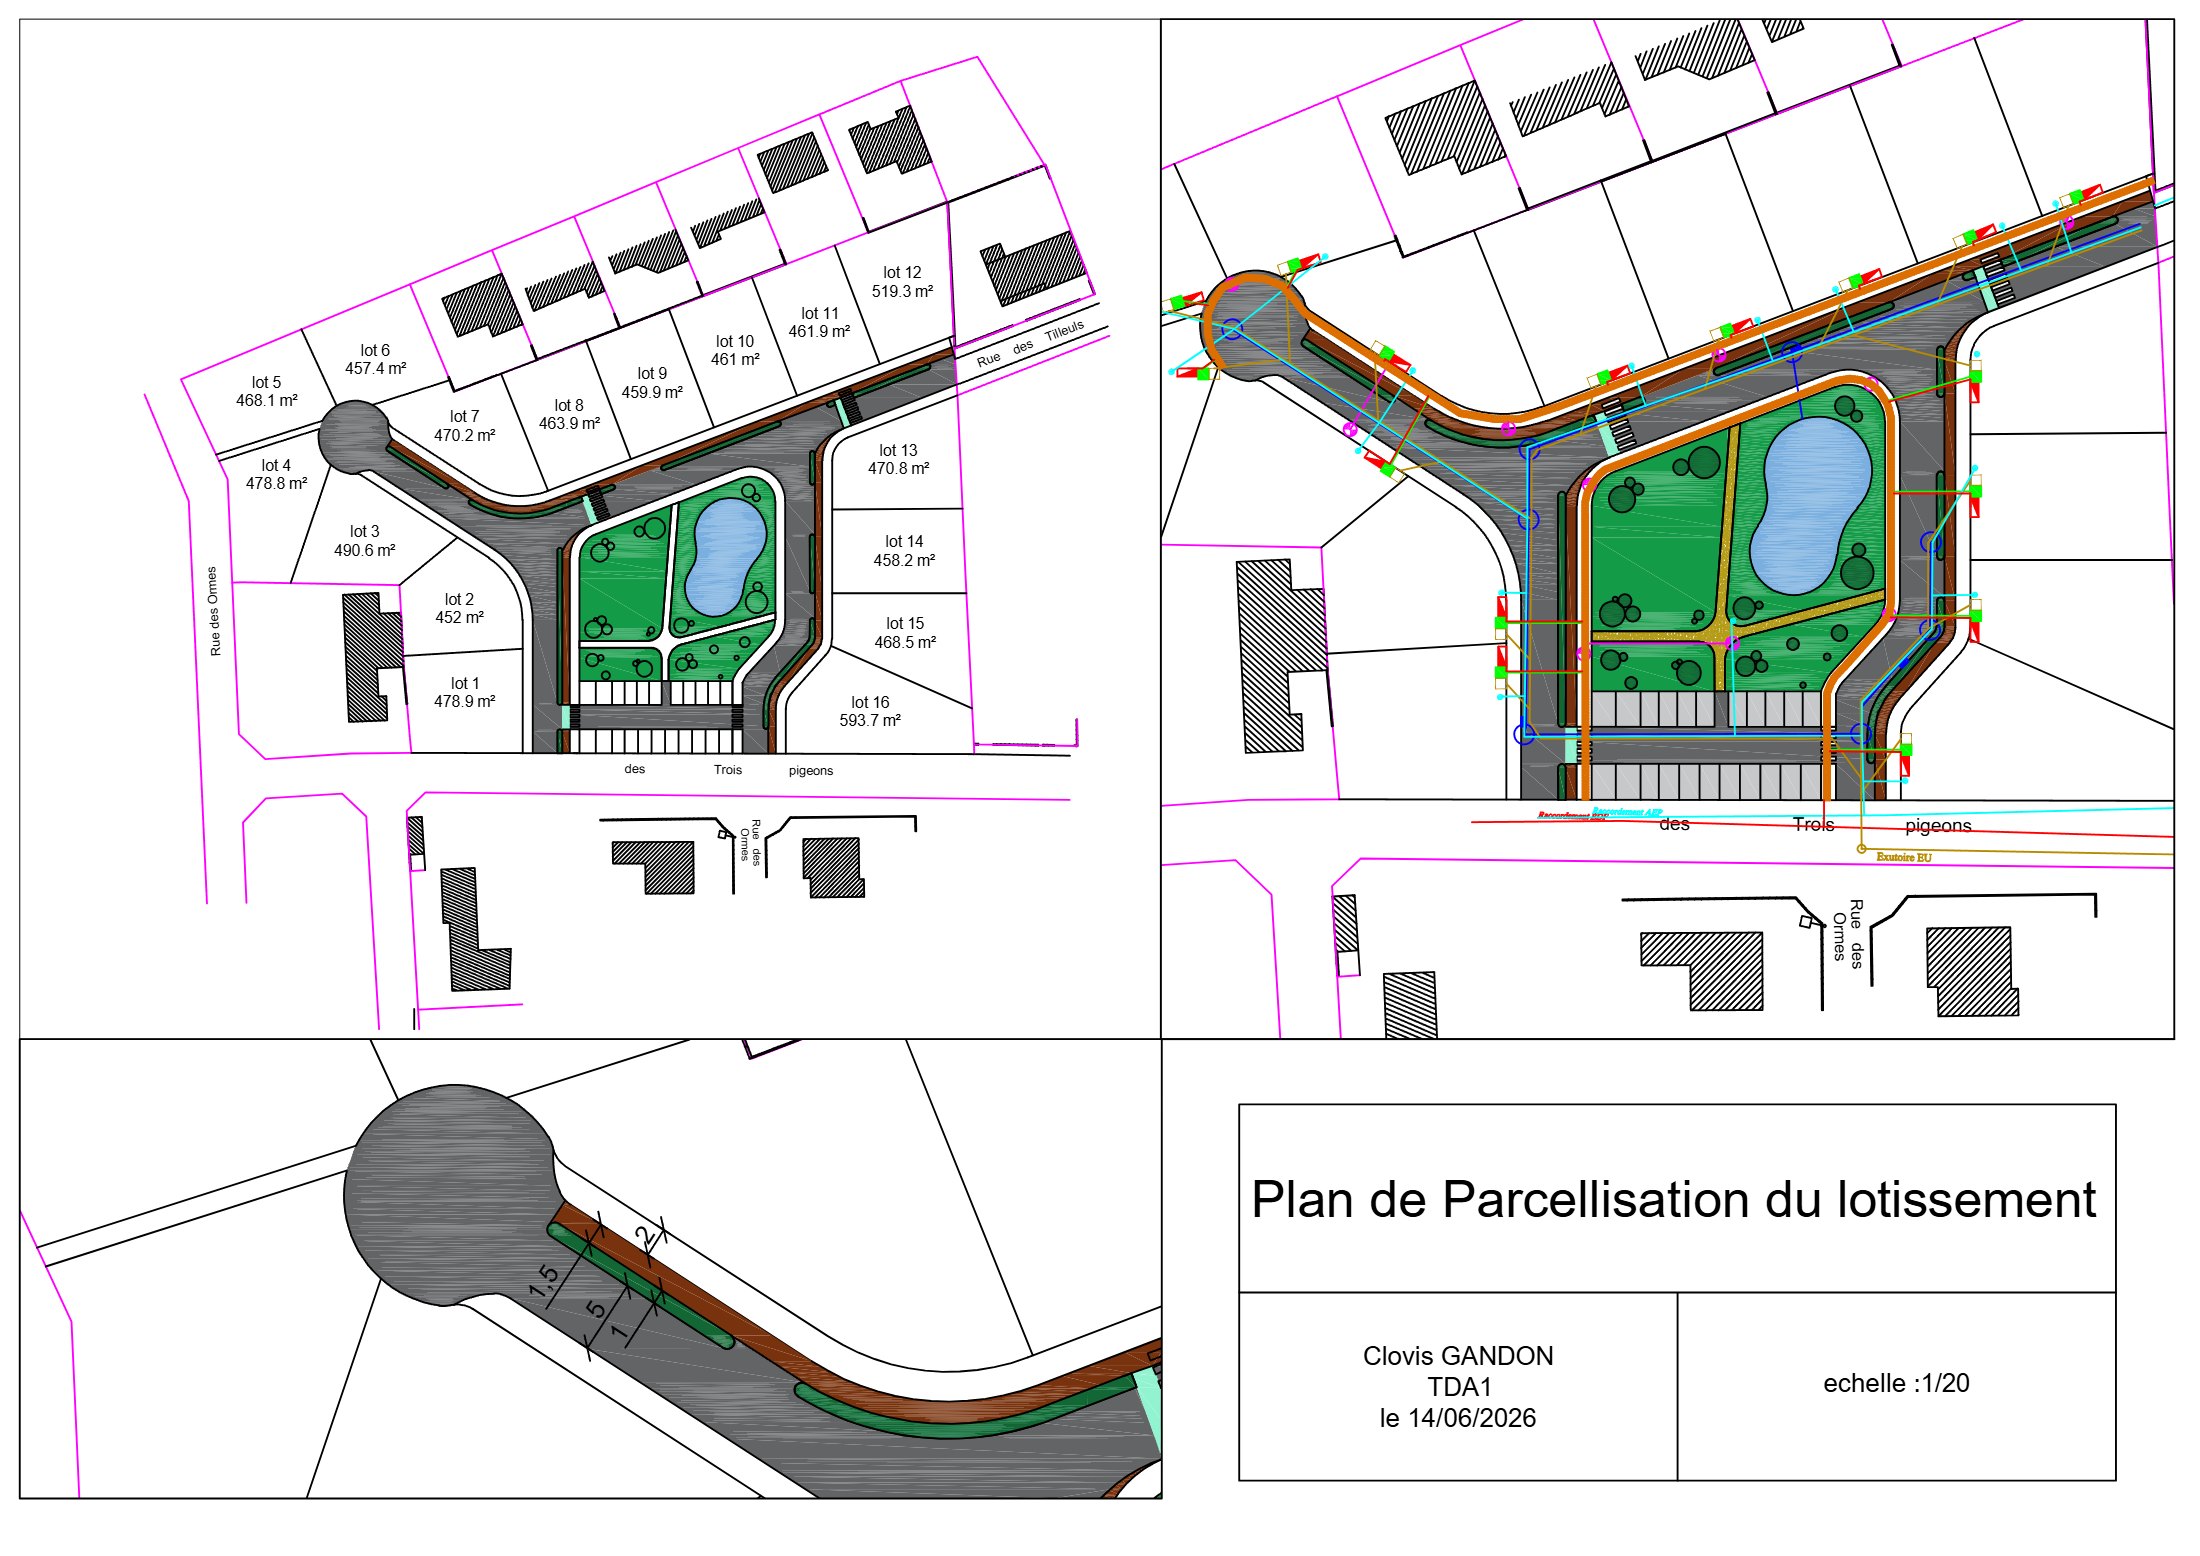 lot 5
468.1 m²
lot 6
457.4 m²
lot 7
470.2 m²
lot 8
463.9 m²
lot 9
459.9 m²
lot 10
461 m²
lot 11
461.9 m²
lot 12
519.3 m²
Rue des Tilleuls
lot 4
478.8 m²
lot 3
490.6 m²
lot 2
452 m²
lot 1
478.9 m²
lot 13
470.8 m²
lot 14
458.2 m²
lot 15
468.5 m²
lot 16
593.7 m²
Rue des Ormes
des Trois pigeons
Rue des
Ormes
Raccordement EDF
Raccordement AEP
des Trois pigeons
Exutoire EU
Rue des
Ormes
2
1,5
5
1
Plan de Parcellisation du lotissement
Clovis GANDON
TDA1
le 14/06/2026
echelle :1/20